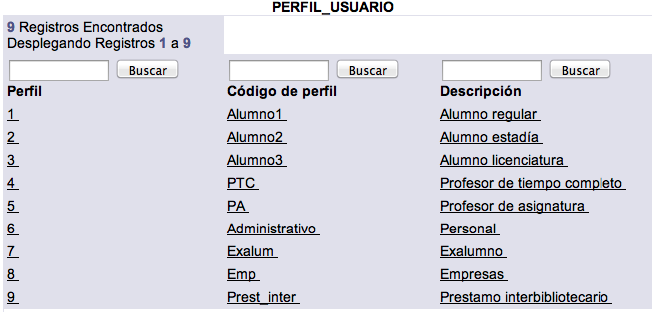 PERFIL_USUARIO
9 Registros Encontrados
Desplegando Registros 1 a 9
Buscar Buscar Buscar
Perfil Código de perfil Descripción
1 Alumno1 Alumno regular
2 Alumno2 Alumno estadía
3 Alumno3 Alumno licenciatura
4 PTC Profesor de tiempo completo
5 PA Profesor de asignatura
6 Administrativo Personal
7 Exalum Exalumno
8 Emp Empresas
9 Prest_inter Prestamo interbibliotecario